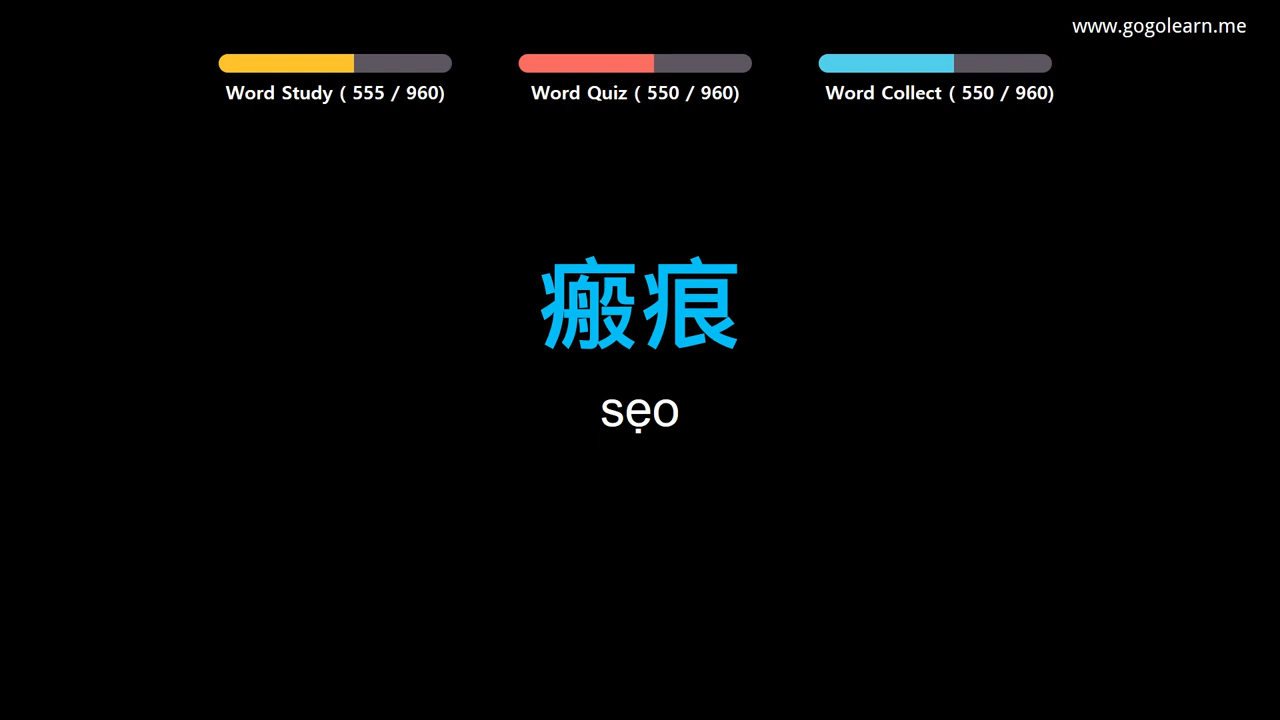 www.gogolearn.me
Word Study ( 555 / 960)
Word Quiz ( 550 / 960)
Word Collect ( 550 / 960)
瘢痕
sẹo